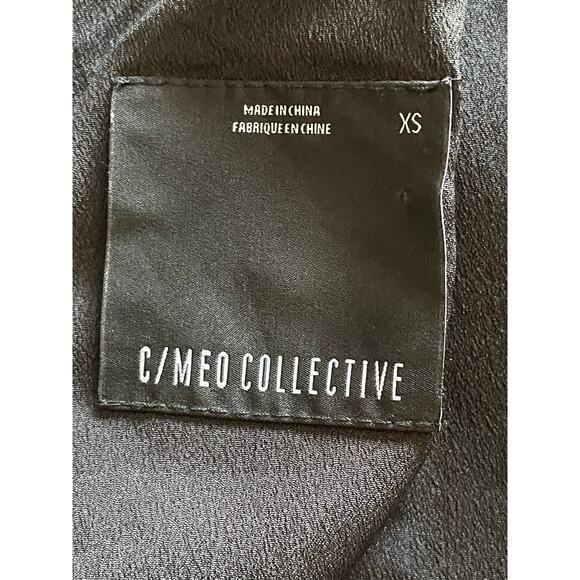 MADE IN CHINA
FABRIQUE EN CHINE
XS
C/MEO COLLECTIVE